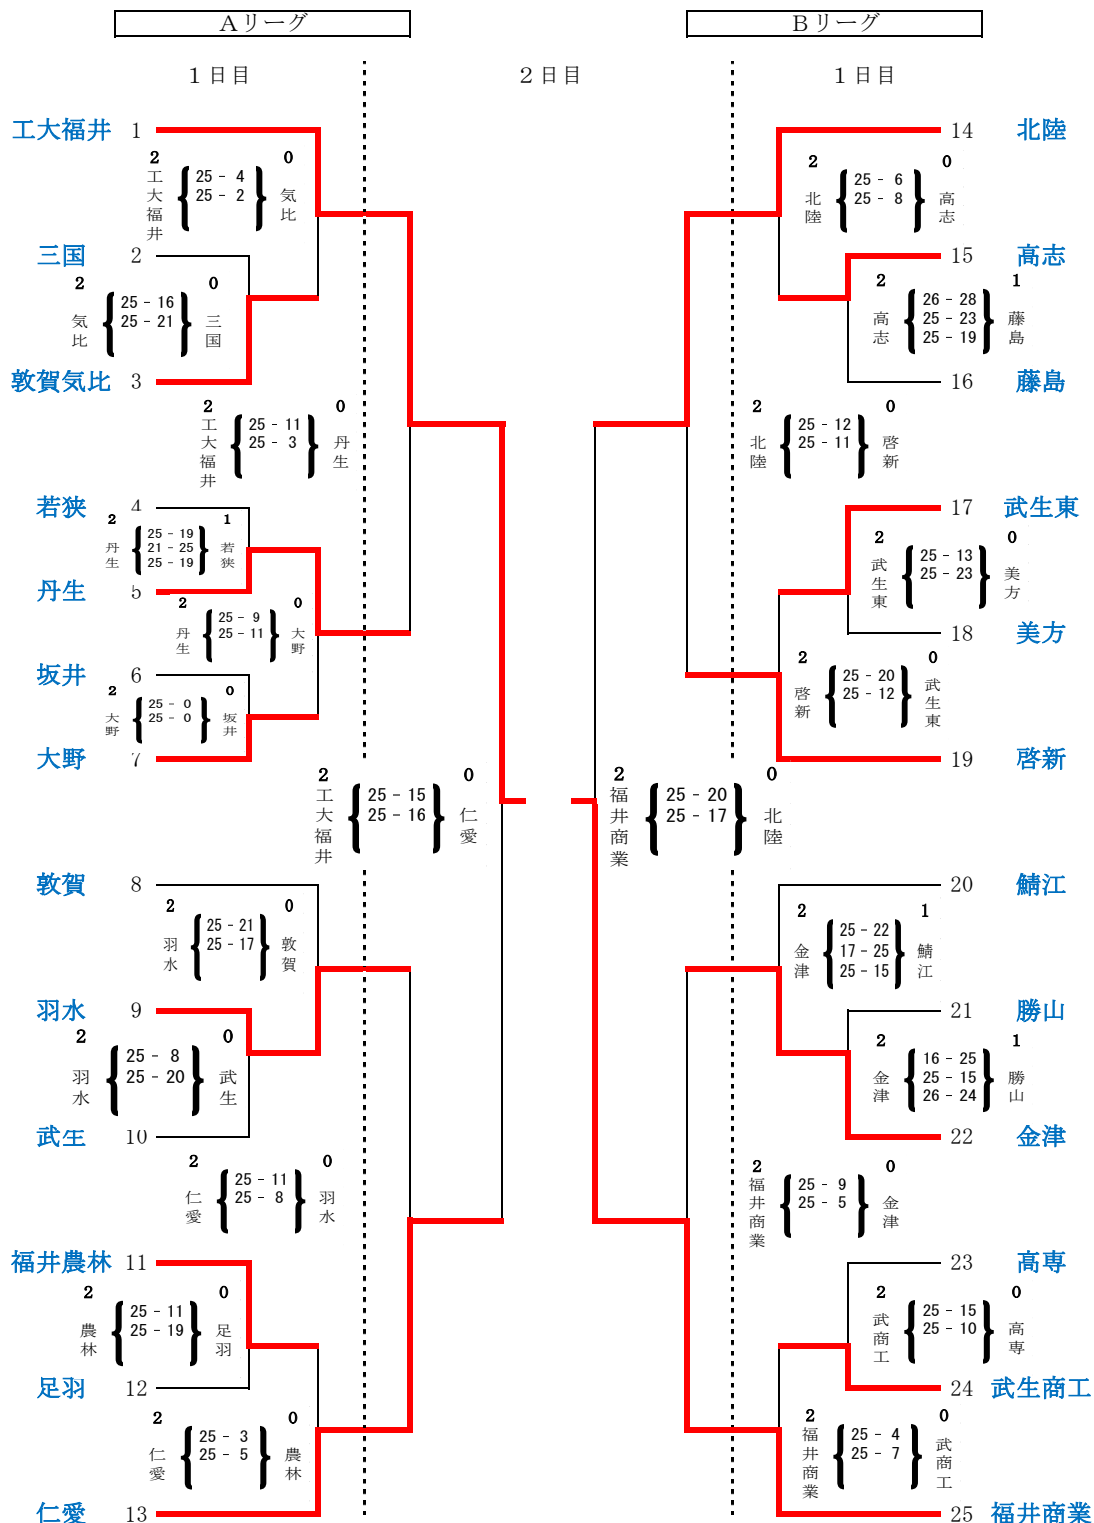 Aリーグ
Bリーグ
1日目
2日目
1日目
工大福井 1
2 0
工大福井 25 - 4 気比
25 - 2
三国 2
2 0
気比 25 - 16 三国
25 - 21
敦賀気比 3
2 0
工大福井 25 - 11 丹生
25 - 3
若狭 4
2 1
丹生 25 - 19 若狭
21 - 25
25 - 19
丹生 5
2 0
丹生 25 - 9 大野
25 - 11
坂井 6
2 0
大野 25 - 0 坂井
25 - 0
大野 7
2 0
工大福井 25 - 15 仁愛
25 - 16
敦賀 8
2 0
羽水 25 - 21 敦賀
25 - 17
羽水 9
2 0
羽水 25 - 8 武生
25 - 20
武生 10
2 0
仁愛 25 - 11 羽水
25 - 8
福井農林 11
2 0
農林 25 - 11 足羽
25 - 19
足羽 12
2 0
仁愛 25 - 3 農林
25 - 5
仁愛 13
14 北陸
2 0
北陸 25 - 6 高志
25 - 8
15 高志
2 1
高志 26 - 28 藤島
25 - 23
25 - 19
16 藤島
2 0
北陸 25 - 12 啓新
25 - 11
17 武生東
2 0
武生東 25 - 13 美方
25 - 23
18 美方
2 0
啓新 25 - 20 武生東
25 - 12
19 啓新
2 0
福井商業 25 - 20 北陸
25 - 17
20 鯖江
2 1
金津 25 - 22 鯖江
17 - 25
25 - 15
21 勝山
2 1
金津 16 - 25 勝山
25 - 15
26 - 24
22 金津
2 0
福井商業 25 - 9 金津
25 - 5
23 高専
2 0
武商工 25 - 15 高専
25 - 10
24 武生商工
2 0
福井商業 25 - 4 武商工
25 - 7
25 福井商業